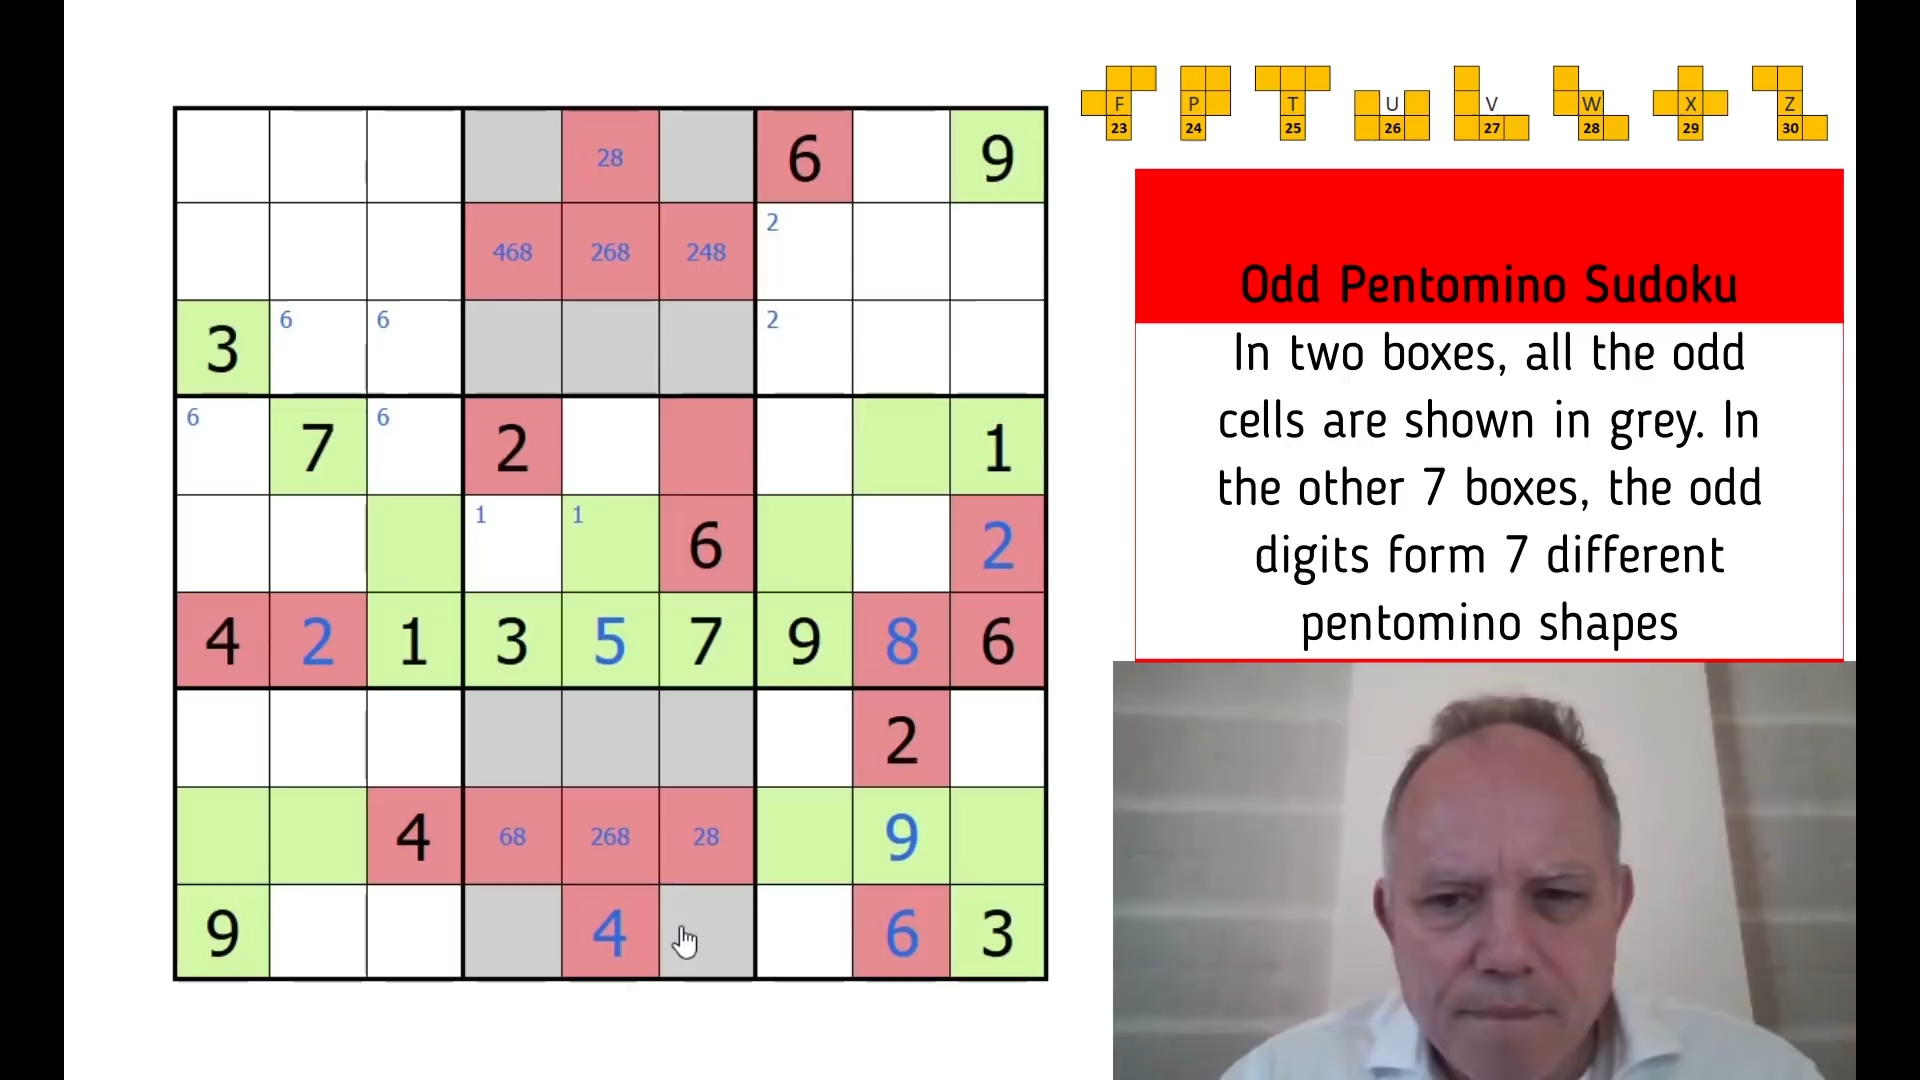 F P T U V W X Z
23 24 25 26 27 28 29 30
Odd Pentomino Sudoku
In two boxes, all the odd
cells are shown in grey. In
the other 7 boxes, the odd
digits form 7 different
pentomino shapes
28 6 9
468 268 248 2
3 6 6 2
6 7 6 2 1
1 1 6 2
4 2 1 3 5 7 9 8 6
2
4 68 268 28 9
9 4 6 3